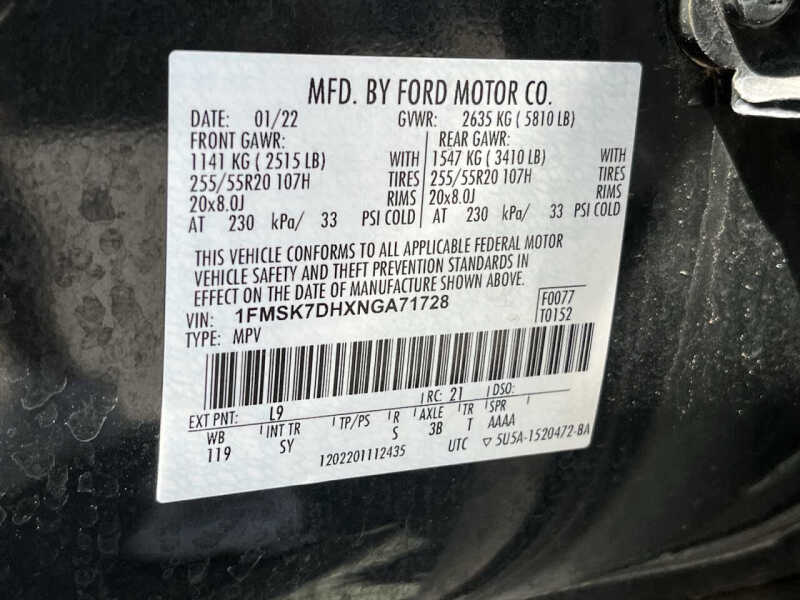 MFD. BY FORD MOTOR CO.
DATE: 01/22 GVWR: 2635 KG ( 5810 LB)
FRONT GAWR: REAR GAWR:
1141 KG ( 2515 LB) WITH 1547 KG ( 3410 LB) WITH
255/55R20 107H TIRES 255/55R20 107H TIRES
20x8.0J RIMS 20x8.0J RIMS
AT 230 kPa/ 33 PSI COLD AT 230 kPa/ 33 PSI COLD
THIS VEHICLE CONFORMS TO ALL APPLICABLE FEDERAL MOTOR
VEHICLE SAFETY AND THEFT PREVENTION STANDARDS IN
EFFECT ON THE DATE OF MANUFACTURE SHOWN ABOVE.
VIN: 1FMSK7DHXNGA71728 F0077
TYPE: MPV T0152
EXT PNT: L9 RC: 21 DSO:
WB INT TR TP/PS R AXLE TR SPR
119 SY S 3B T AAAA
1202201112435 UTC ▽ 5U5A-1520472-BA